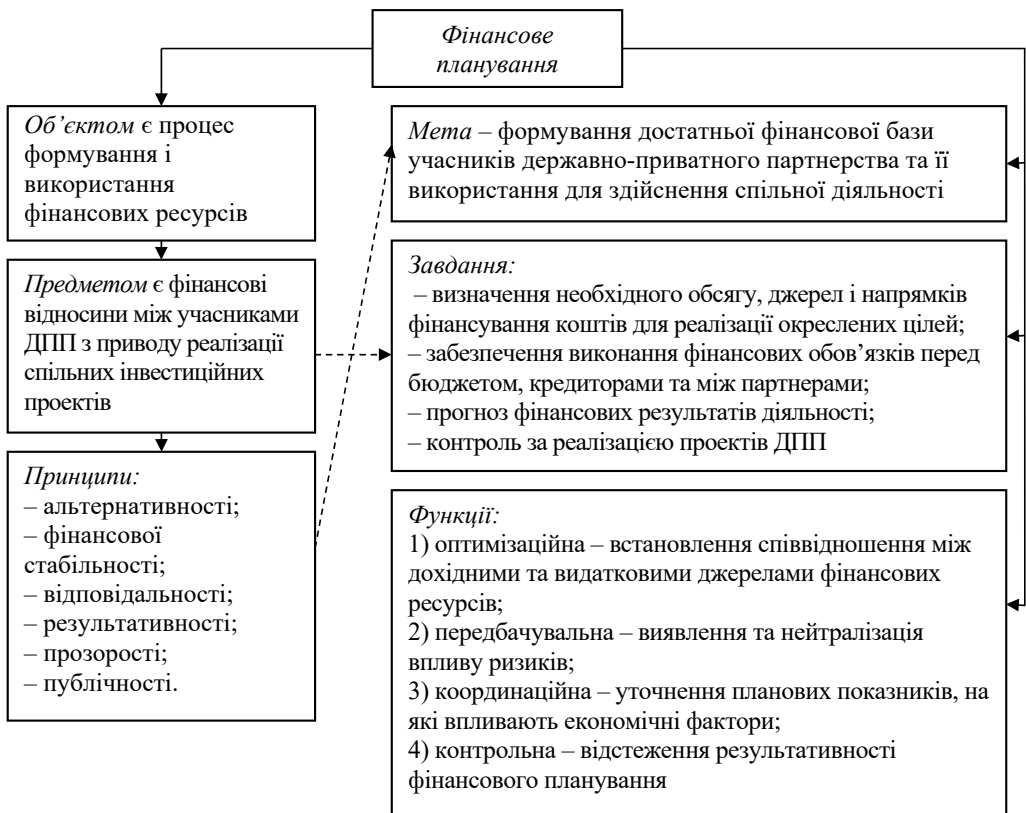 Фінансове
планування
Об’єктом є процес
формування і
використання
фінансових ресурсів
Предметом є фінансові
відносини між учасниками
ДПП з приводу реалізації
спільних інвестиційних
проектів
Принципи:
– альтернативності;
– фінансової
стабільності;
– відповідальності;
– результативності;
– прозорості;
– публічності.
Мета – формування достатньої фінансової бази
учасників державно-приватного партнерства та її
використання для здійснення спільної діяльності
Завдання:
– визначення необхідного обсягу, джерел і напрямків
фінансування коштів для реалізації окреслених цілей;
– забезпечення виконання фінансових обов’язків перед
бюджетом, кредиторами та між партнерами;
– прогноз фінансових результатів діяльності;
– контроль за реалізацією проектів ДПП
Функції:
1) оптимізаційна – встановлення співвідношення між
дохідними та видатковими джерелами фінансових
ресурсів;
2) передбачувальна – виявлення та нейтралізація
впливу ризиків;
3) координаційна – уточнення планових показників, на
які впливають економічні фактори;
4) контрольна – відстеження результативності
фінансового планування